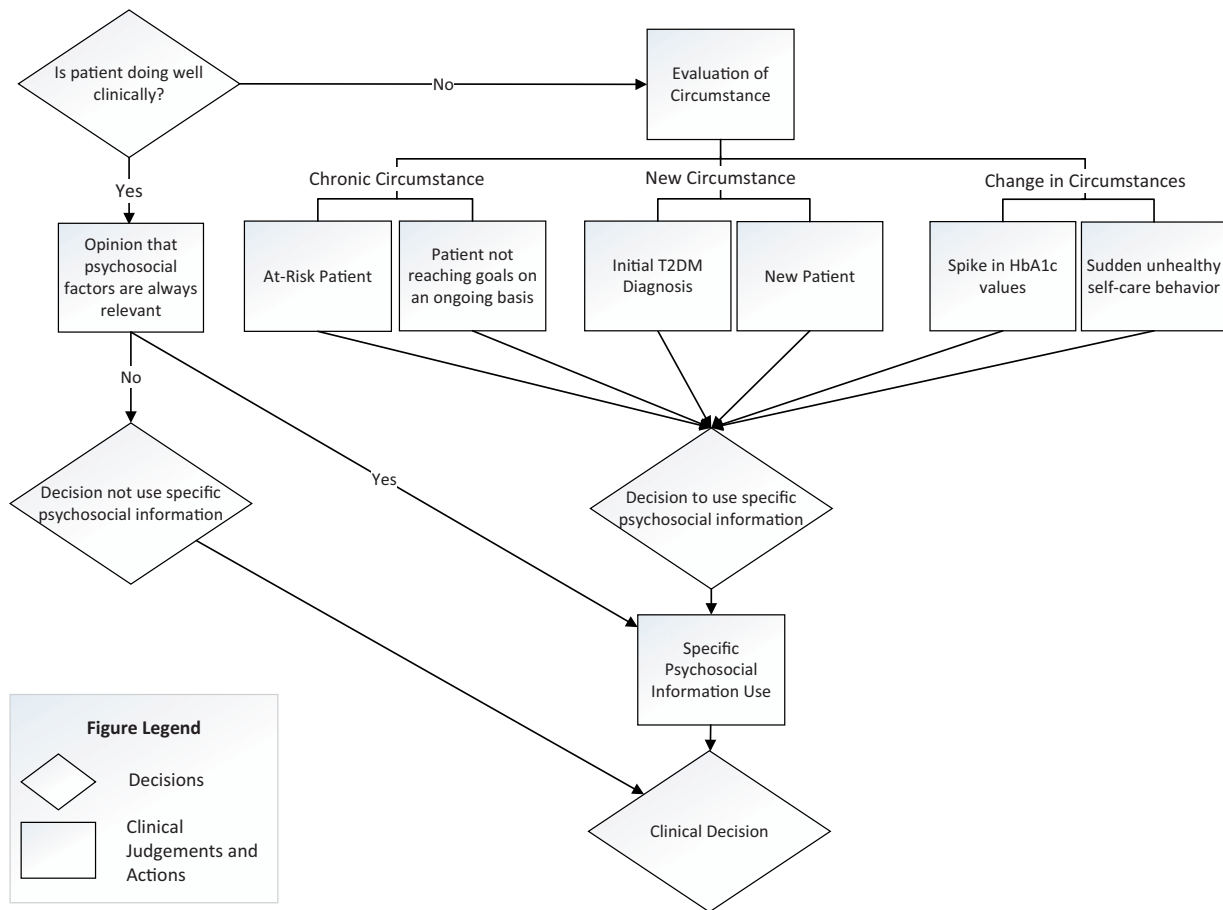 Is patient doing well
clinically?
No
Evaluation of
Circumstance
Yes
Chronic Circumstance
New Circumstance
Change in Circumstances
Opinion that
psychosocial
factors are always
relevant
At-Risk Patient
Patient not
reaching goals on
an ongoing basis
Initial T2DM
Diagnosis
New Patient
Spike in HbA1c
values
Sudden unhealthy
self-care behavior
No
Yes
Decision not use specific
psychosocial information
Decision to use specific
psychosocial information
Specific
Psychosocial
Information Use
Clinical Decision
Figure Legend
Decisions
Clinical
Judgements and
Actions